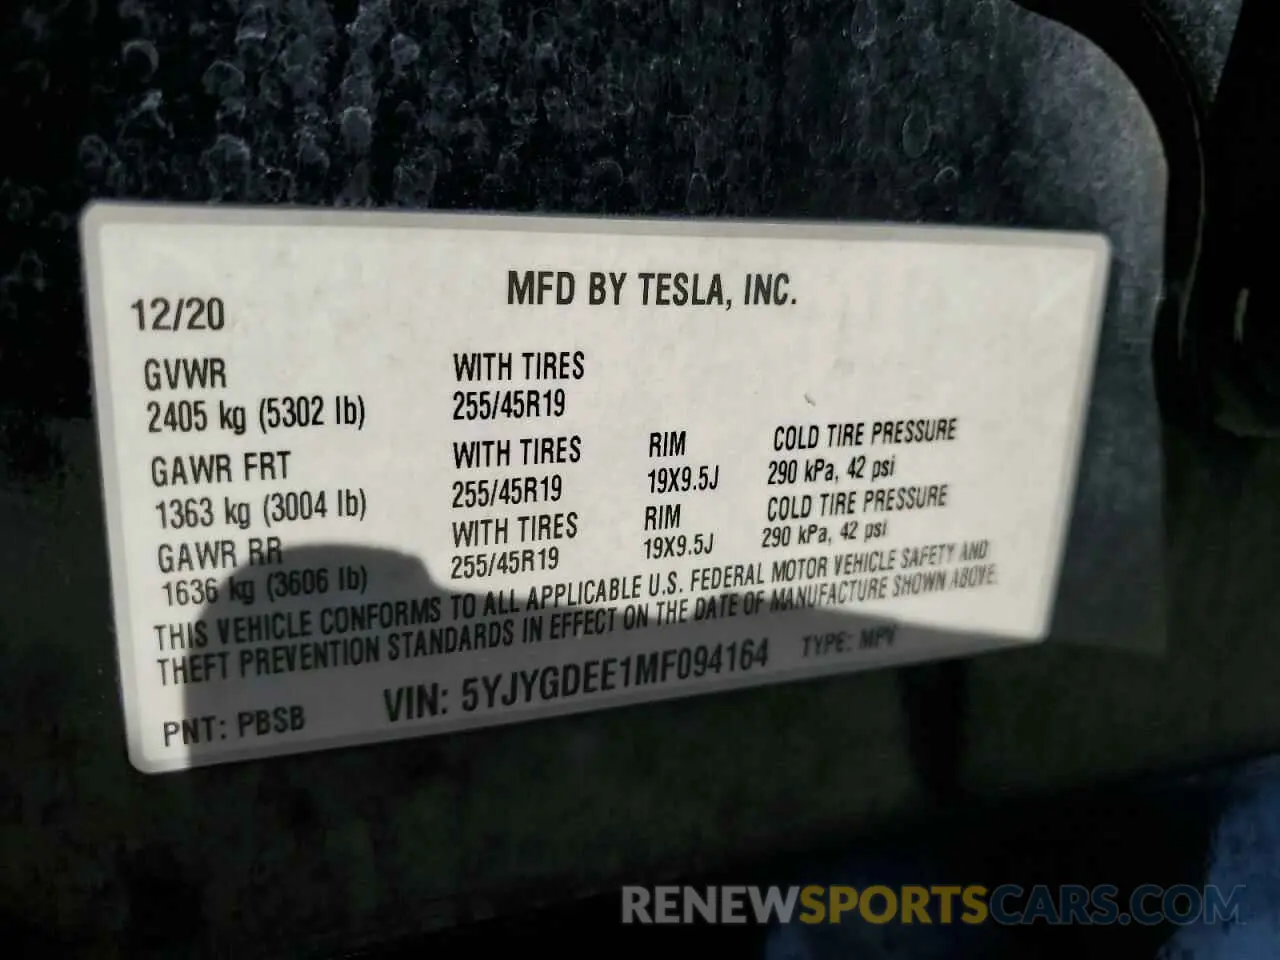 MFD BY TESLA, INC.
12/20
GVWR WITH TIRES
2405 kg (5302 lb) 255/45R19
GAWR FRT WITH TIRES RIM COLD TIRE PRESSURE
1363 kg (3004 lb) 255/45R19 19X9.5J 290 kPa, 42 psi
GAWR RR WITH TIRES RIM COLD TIRE PRESSURE
1636 kg (3606 lb) 255/45R19 19X9.5J 290 kPa, 42 psi
THIS VEHICLE CONFORMS TO ALL APPLICABLE U.S. FEDERAL MOTOR VEHICLE SAFETY AND
THEFT PREVENTION STANDARDS IN EFFECT ON THE DATE OF MANUFACTURE SHOWN ABOVE.
PNT: PBSB VIN: 5YJYGDEE1MF094164 TYPE: MPV
RENEWSPORTSCARS.COM